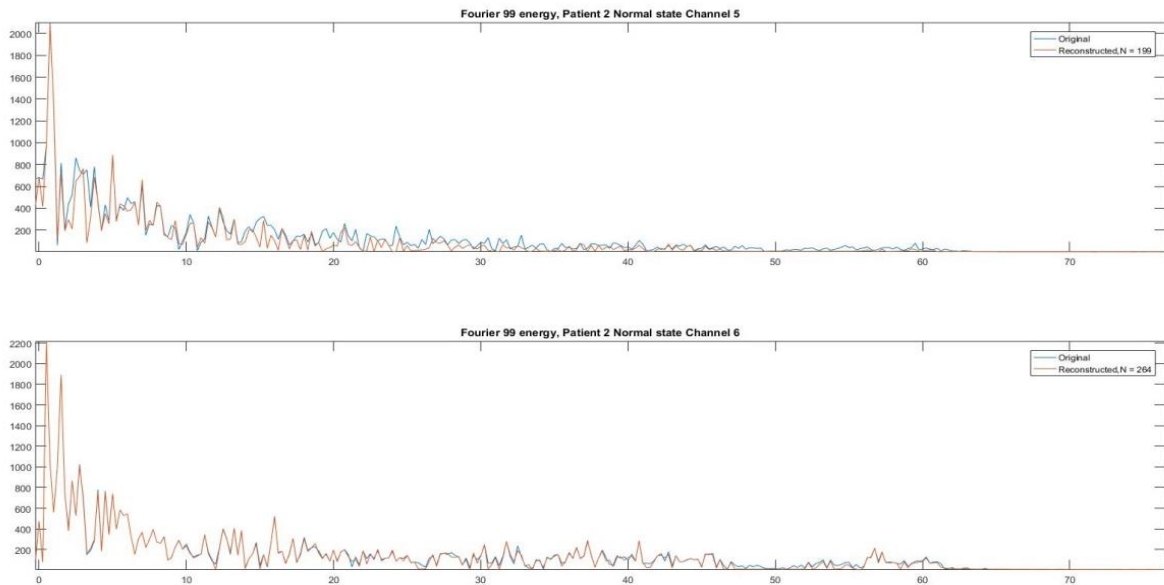 Fourier 99 energy, Patient 2 Normal state Channel 5
2000
1800
1600
1400
1200
1000
800
600
400
200
Original
Reconstructed,N = 199
0 10 20 30 40 50 60 70
Fourier 99 energy, Patient 2 Normal state Channel 6
2200
2000
1800
1600
1400
1200
1000
800
600
400
200
Original
Reconstructed,N = 264
0 10 20 30 40 50 60 70